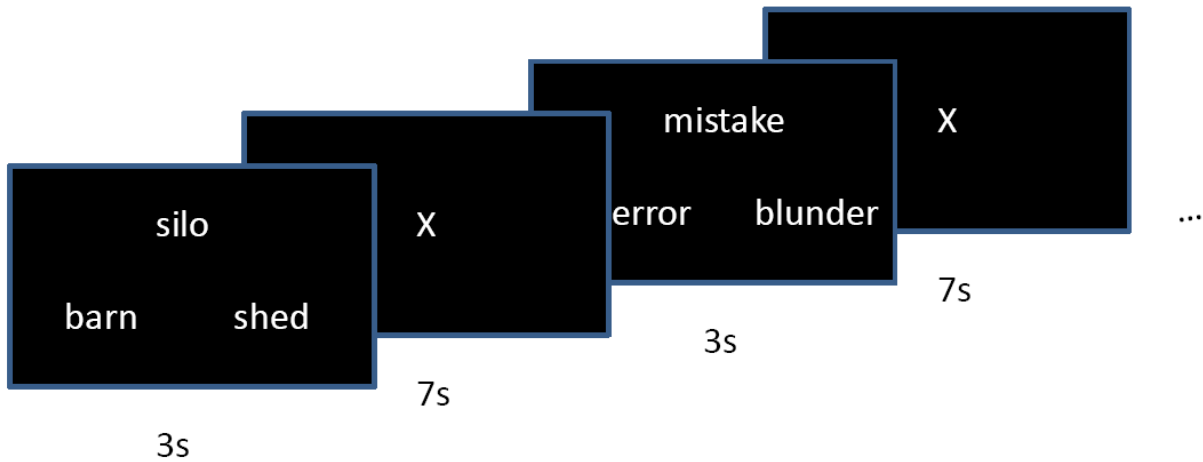 silo
barn shed
3s
X
7s
mistake
error blunder
3s
X
7s
...